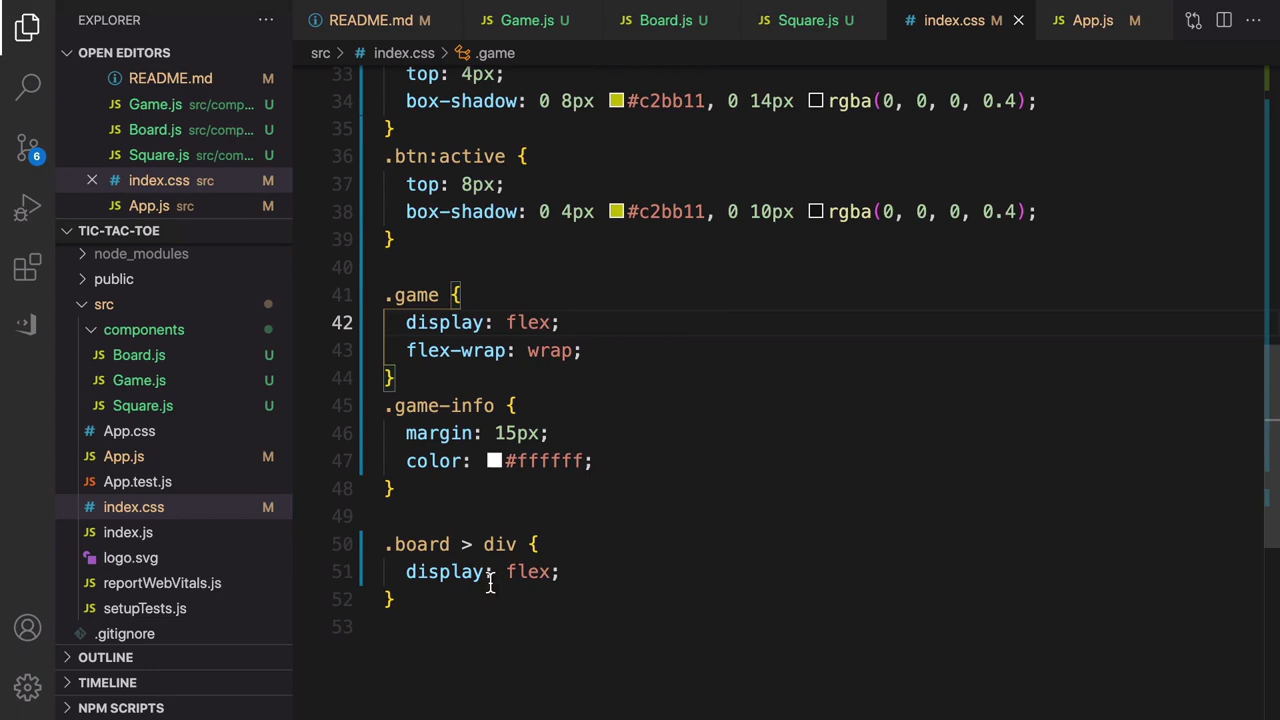 EXPLORER
README.md M
Game.js U
Board.js U
Square.js U
index.css M
App.js M
OPEN EDITORS
src index.css .game
README.md M
Game.js src/comp... U
Board.js src/comp... U
Square.js src/comp... U
index.css src M
App.js src M
6
TIC-TAC-TOE
node_modules
public
src
components
Board.js U
Game.js U
Square.js U
App.css
App.js M
App.test.js
index.css M
index.js
logo.svg
reportWebVitals.js
setupTests.js
.gitignore
OUTLINE
TIMELINE
NPM SCRIPTS
33 top: 4px;
34 box-shadow: 0 8px #c2bb11, 0 14px rgba(0, 0, 0, 0.4);
35 }
36 .btn:active {
37 top: 8px;
38 box-shadow: 0 4px #c2bb11, 0 10px rgba(0, 0, 0, 0.4);
39 }
40
41 .game {
42 display: flex;
43 flex-wrap: wrap;
44 }
45 .game-info {
46 margin: 15px;
47 color: #ffffff;
48 }
49
50 .board > div {
51 display: flex;
52 }
53